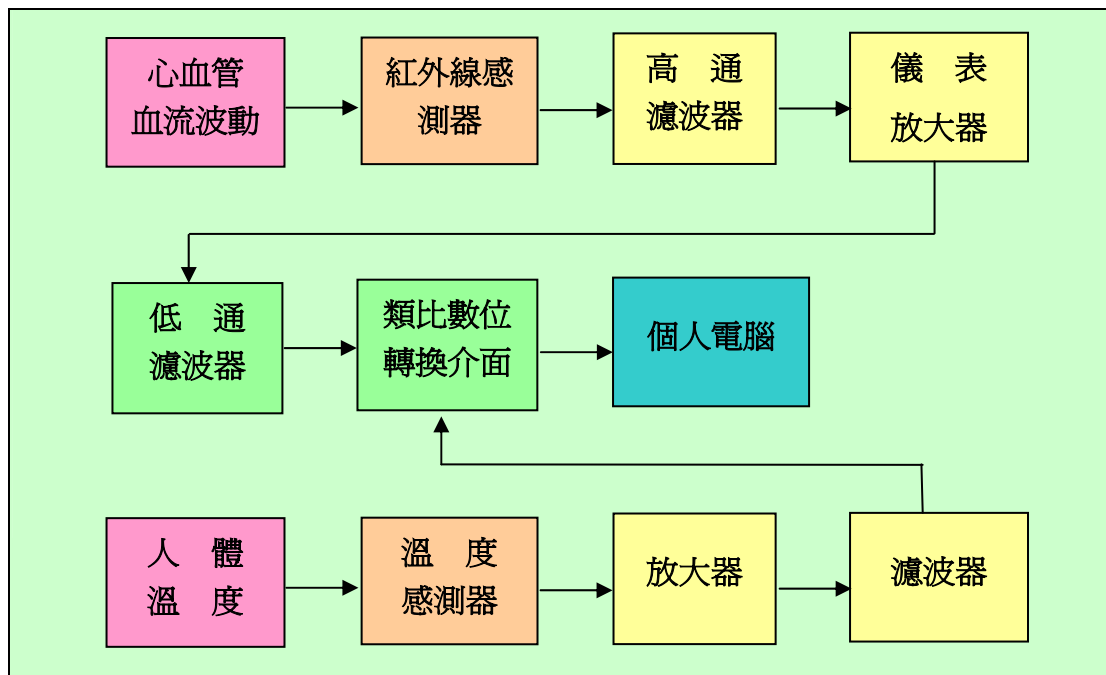 心血管
血流波動
紅外線感
測器
高　通
濾波器
儀　表
放大器
低　通
濾波器
類比數位
轉換介面
個人電腦
人　體
溫　度
溫　度
感測器
放大器
濾波器